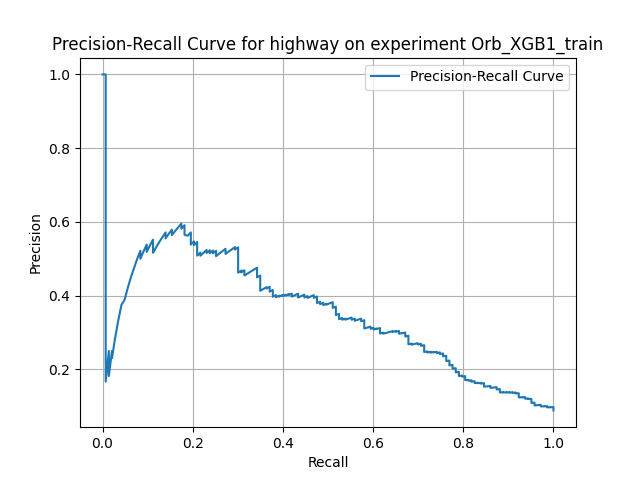 Precision-Recall Curve for highway on experiment Orb_XGB1_train
Precision-Recall Curve
1.0
0.8
0.6
0.4
0.2
Precision
0.0 0.2 0.4 0.6 0.8 1.0
Recall